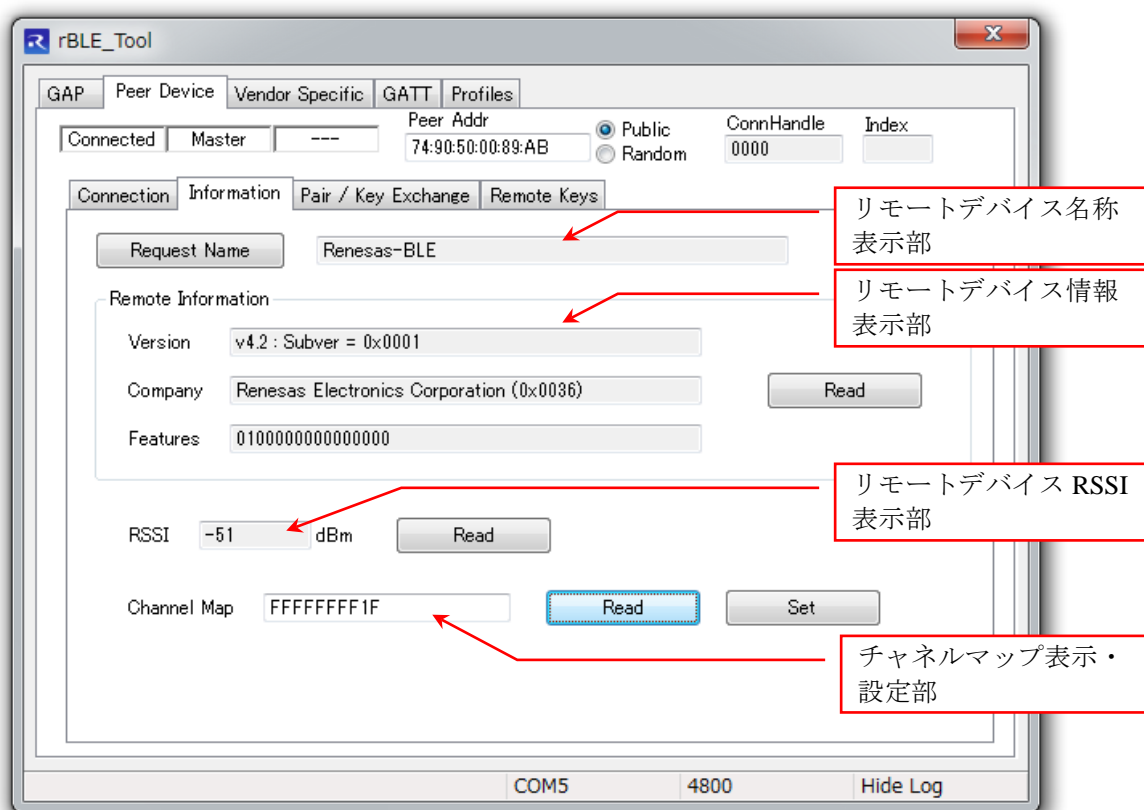 rBLE_Tool
GAP Peer Device Vendor Specific GATT Profiles
Peer Addr ConnHandle Index
Connected Master --- 74:90:50:00:89:AB Public 0000
Random
Connection Information Pair / Key Exchange Remote Keys
リモートデバイス名称
表示部
Request Name Renesas-BLE
リモートデバイス情報
表示部
Remote Information
Version v4.2 : Subver = 0x0001
Company Renesas Electronics Corporation (0x0036) Read
Features 0100000000000000
リモートデバイス RSSI
表示部
RSSI -51 dBm Read
Channel Map FFFFFFFF1F Read Set
チャネルマップ表示・
設定部
COM5 4800 Hide Log